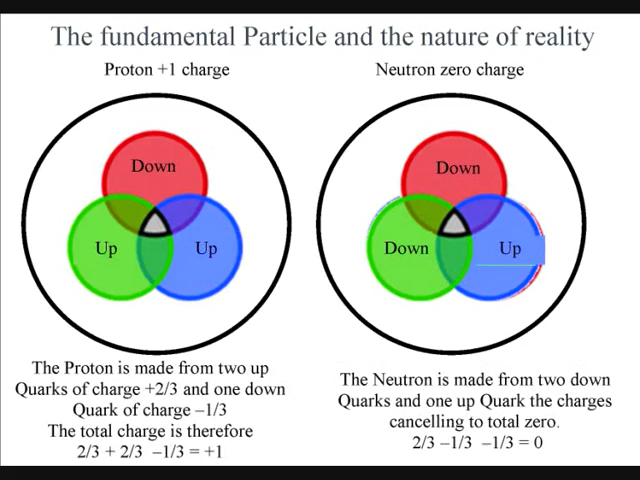 The fundamental Particle and the nature of reality
Proton +1 charge
Neutron zero charge
Down
Up
Up
Down
Down
Up
The Proton is made from two up
Quarks of charge +2/3 and one down
Quark of charge –1/3
The total charge is therefore
2/3 + 2/3 –1/3 = +1
The Neutron is made from two down
Quarks and one up Quark the charges
cancelling to total zero.
2/3 –1/3 –1/3 = 0